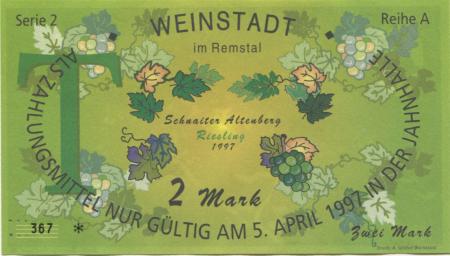 Serie 2
WEINSTADT
Reihe A
im Remstal
T
ALS ZAHLUNGSMITTEL NUR GÜLTIG AM 5. APRIL 1997 IN DER JAHNHALLE
Schnaiter Altenberg
Riesling
1997
2 Mark
367 *
Zwei Mark